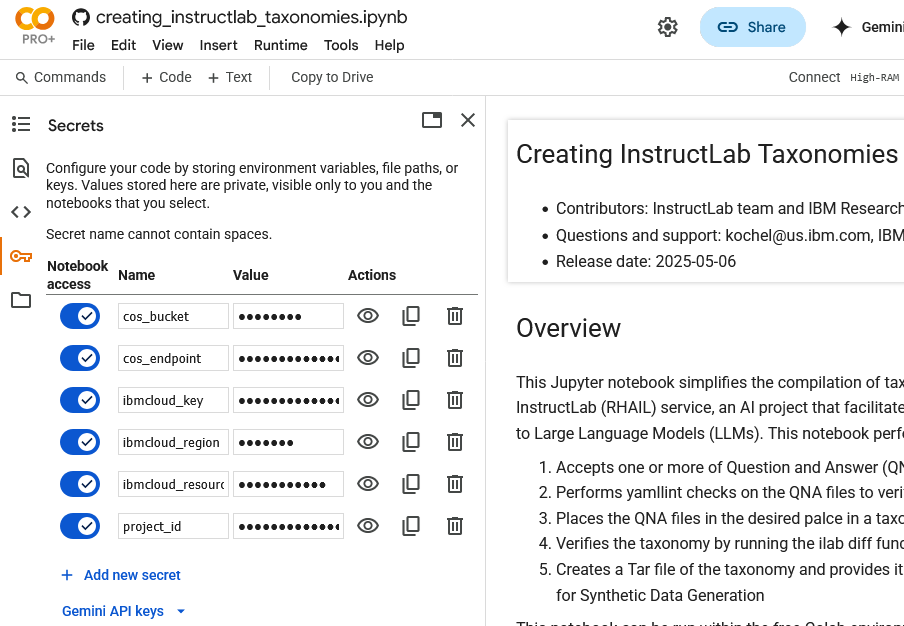 creating_instructlab_taxonomies.ipynb
PRO+
File Edit View Insert Runtime Tools Help
Share
Gemini
Commands
+ Code + Text
Copy to Drive
Connect High-RAM
Secrets
Configure your code by storing environment variables, file paths, or
keys. Values stored here are private, visible only to you and the
notebooks that you select.
Secret name cannot contain spaces.
Notebook
access
Name Value Actions
cos_bucket ••••••••
cos_endpoint •••••••••••••
ibmcloud_key •••••••••••••
ibmcloud_region •••••••
ibmcloud_resourc •••••••••••
project_id •••••••••••••
+ Add new secret
Gemini API keys
Creating InstructLab Taxonomies
• Contributors: InstructLab team and IBM Research
• Questions and support: kochel@us.ibm.com, IBM
• Release date: 2025-05-06
Overview
This Jupyter notebook simplifies the compilation of tax
InstructLab (RHAIL) service, an AI project that facilitate
to Large Language Models (LLMs). This notebook perf
1. Accepts one or more of Question and Answer (QN
2. Performs yamllint checks on the QNA files to veri
3. Places the QNA files in the desired palce in a taxo
4. Verifies the taxonomy by running the ilab diff func
5. Creates a Tar file of the taxonomy and provides it
for Synthetic Data Generation